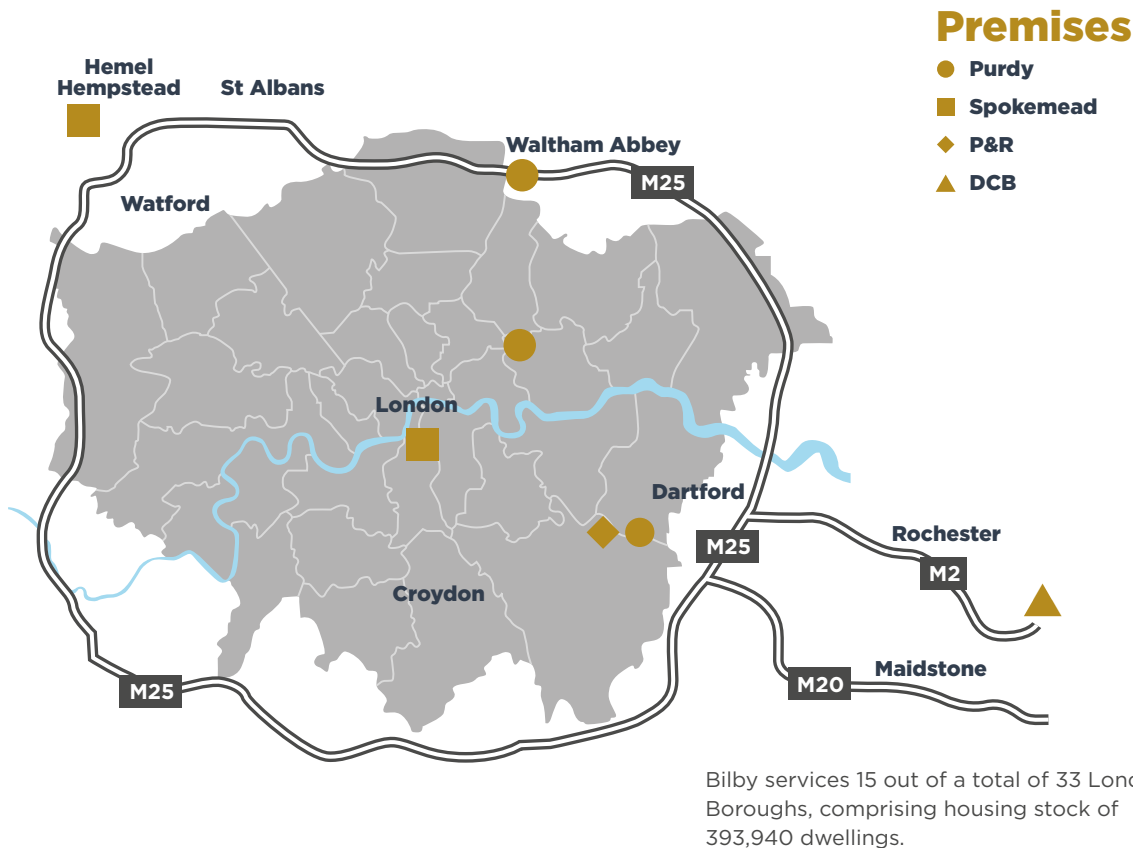 Premises
Purdy
Spokemead
P&R
DCB
Hemel
Hempstead
St Albans
Waltham Abbey
M25
Watford
London
Dartford
M25
Rochester
M2
Croydon
Maidstone
M20
M25
Bilby services 15 out of a total of 33
Boroughs, comprising housing stock of
393,940 dwellings.